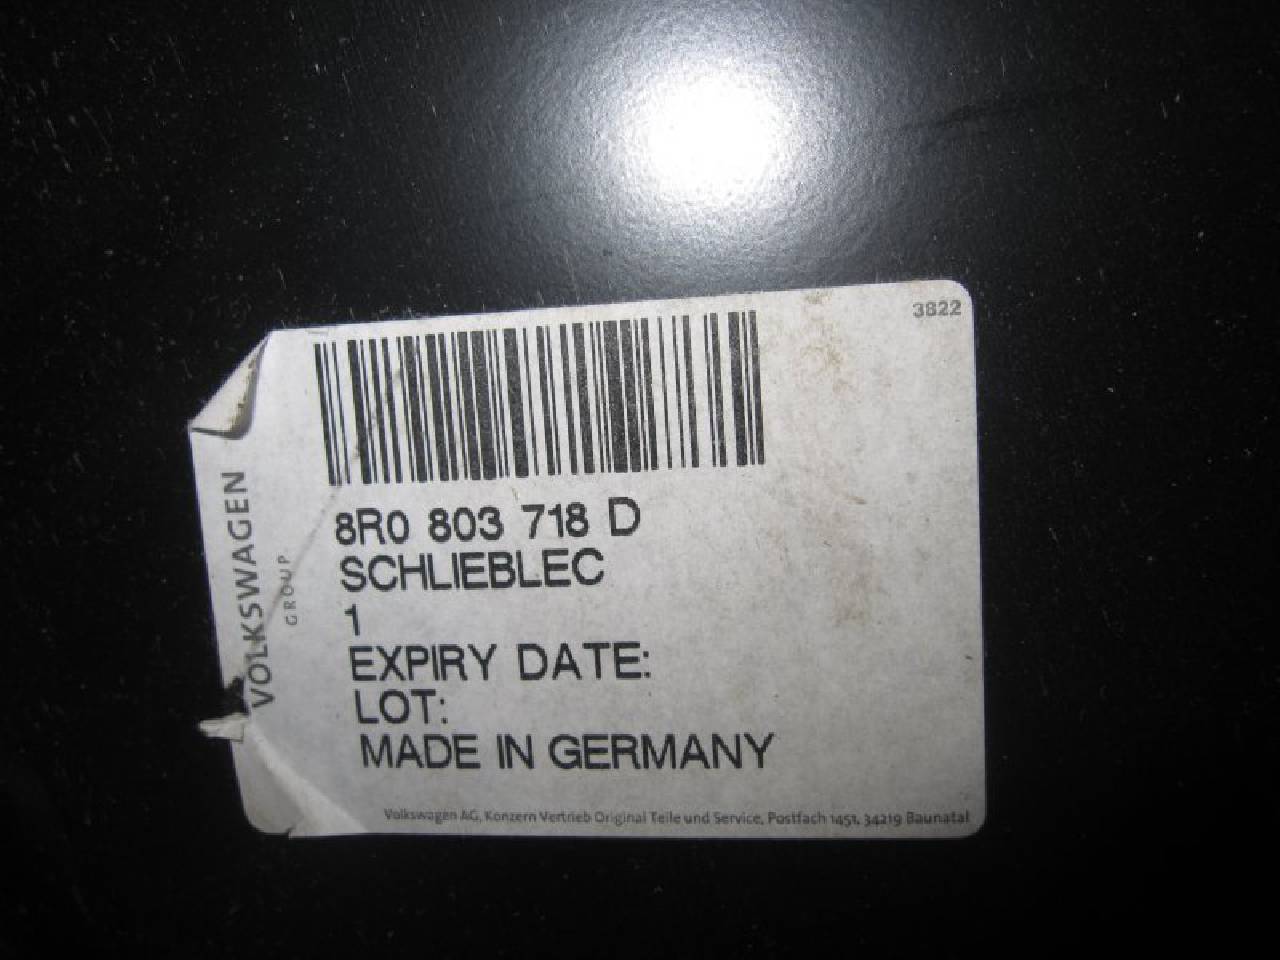 3822
8R0 803 718 D
SCHLIEBLEC
1
EXPIRY DATE:
LOT:
MADE IN GERMANY
VOLKSWAGEN
GROUP
Volkswagen AG, Konzern Vertrieb Original Teile und Service, Postfach 1451, 34219 Baunatal